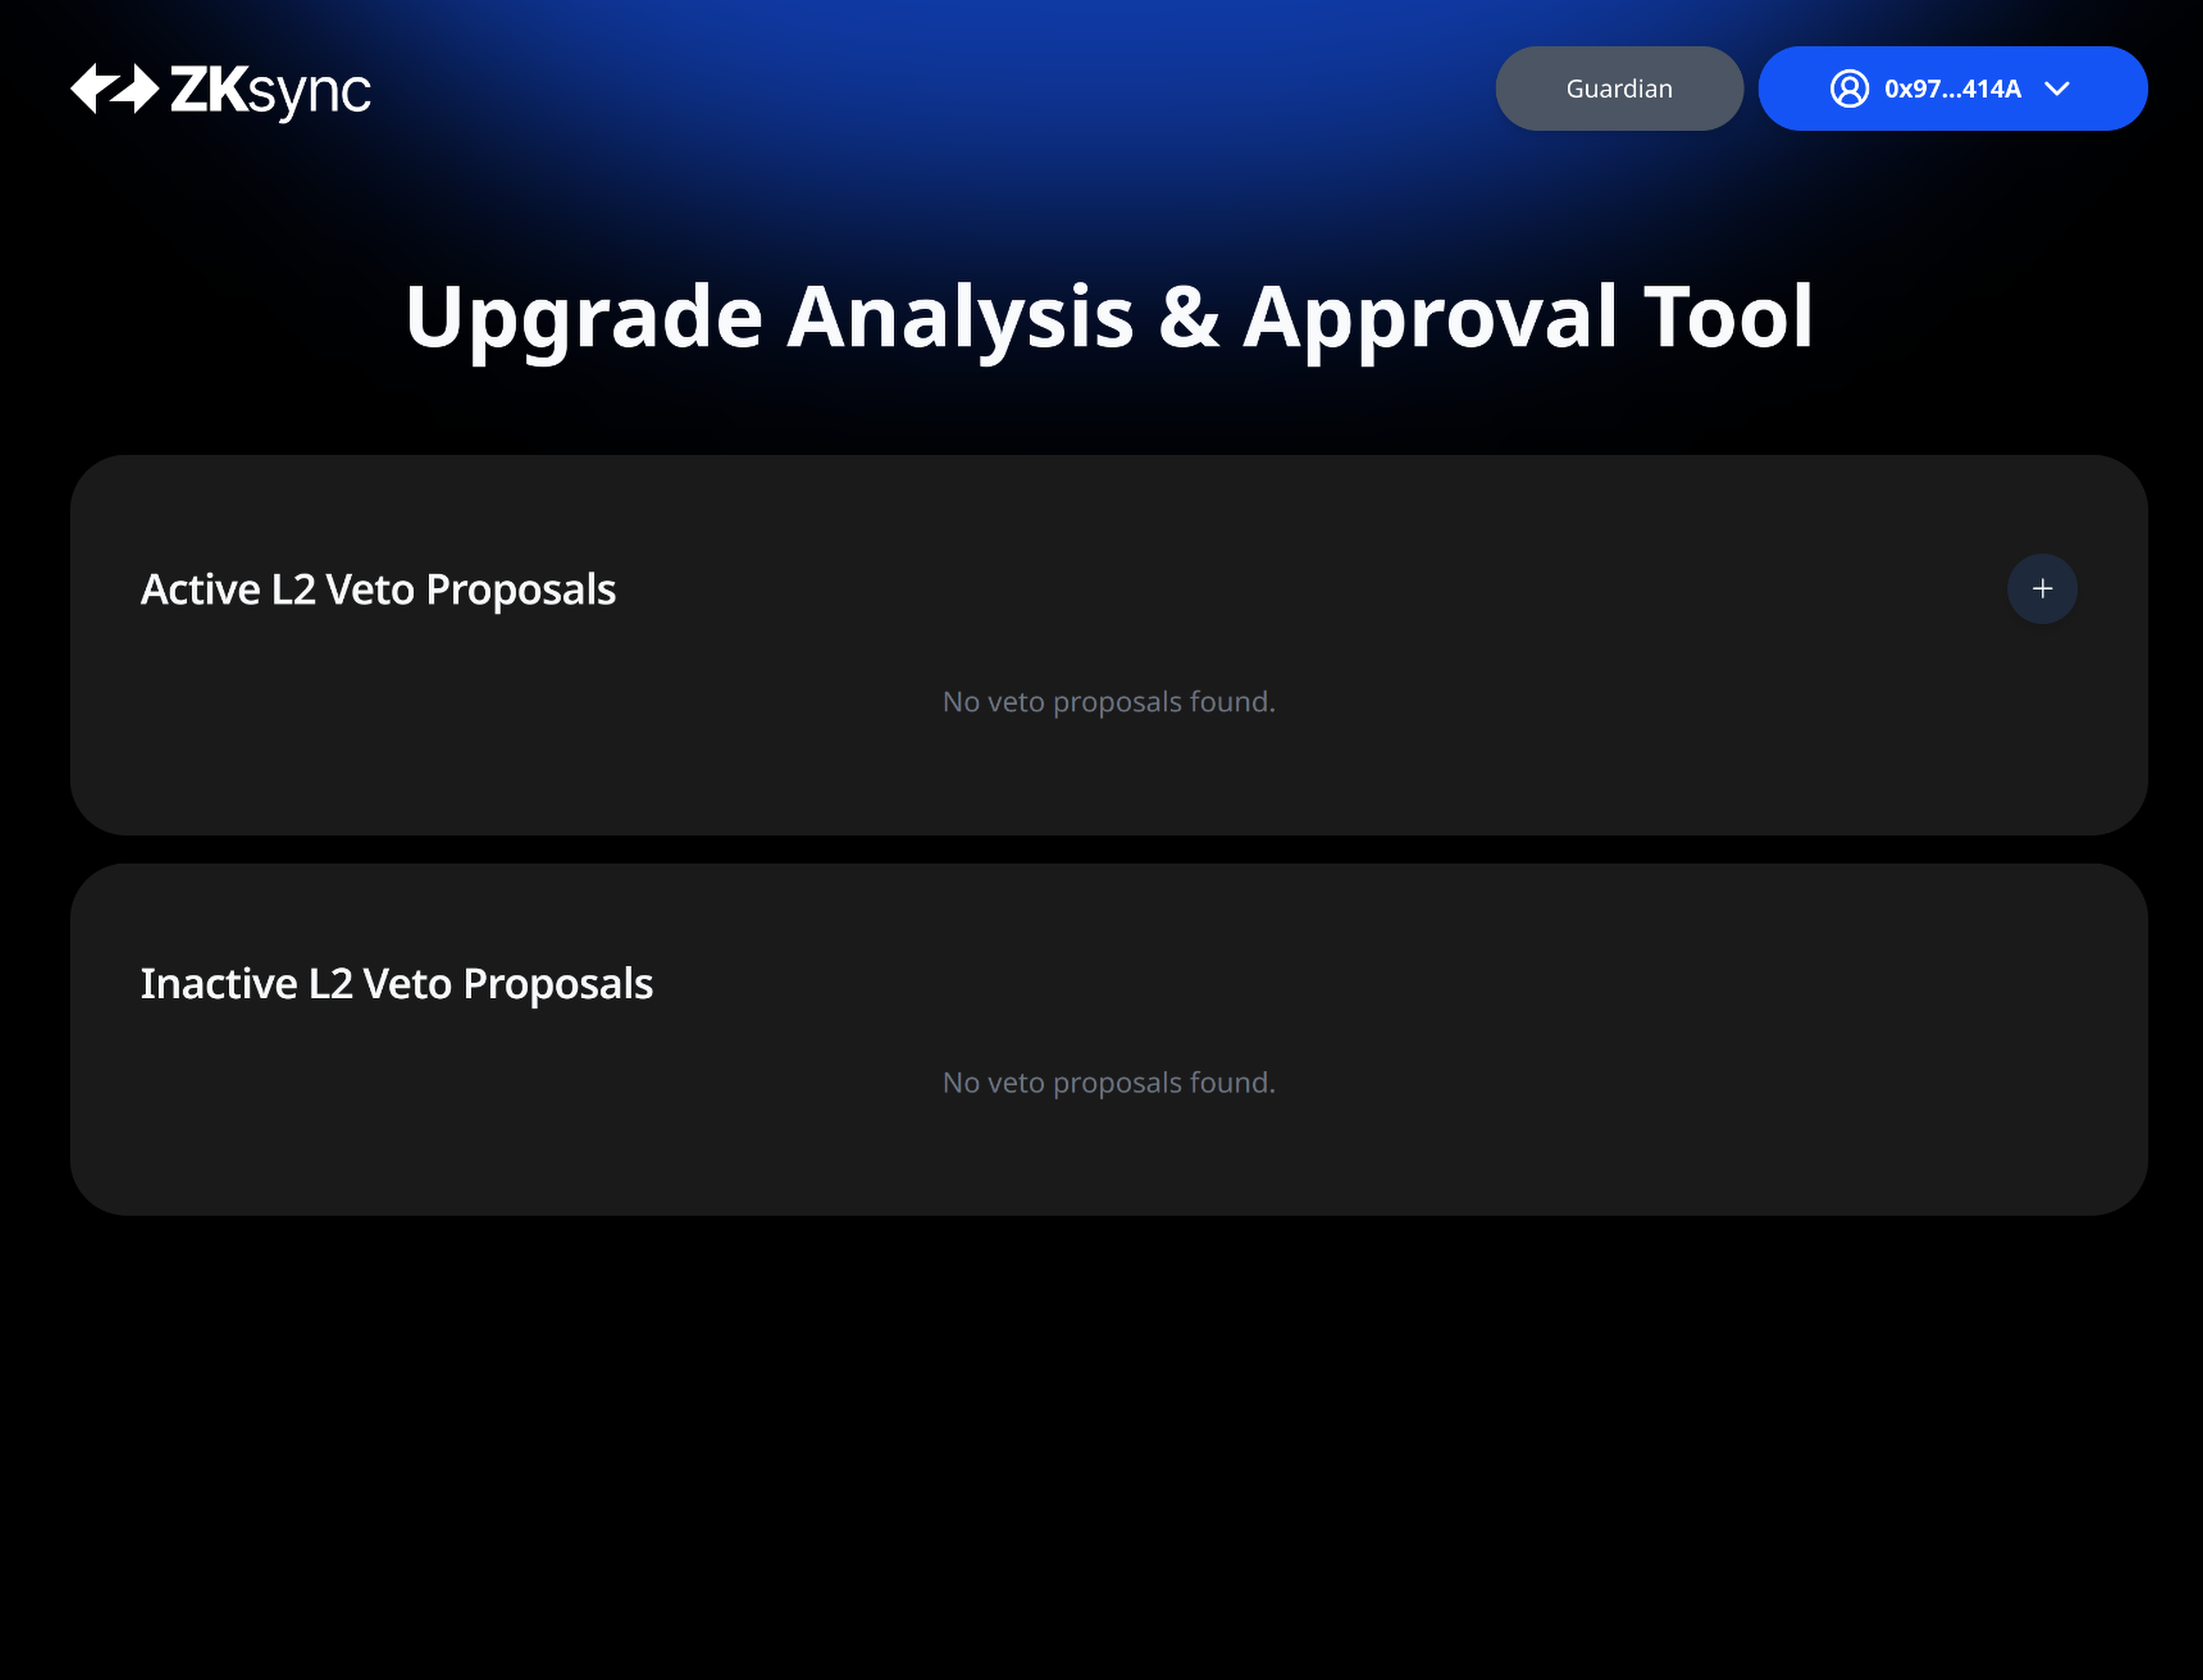 ZKsync
Guardian
0x97...414A
Upgrade Analysis & Approval Tool
Active L2 Veto Proposals
+
No veto proposals found.
Inactive L2 Veto Proposals
No veto proposals found.